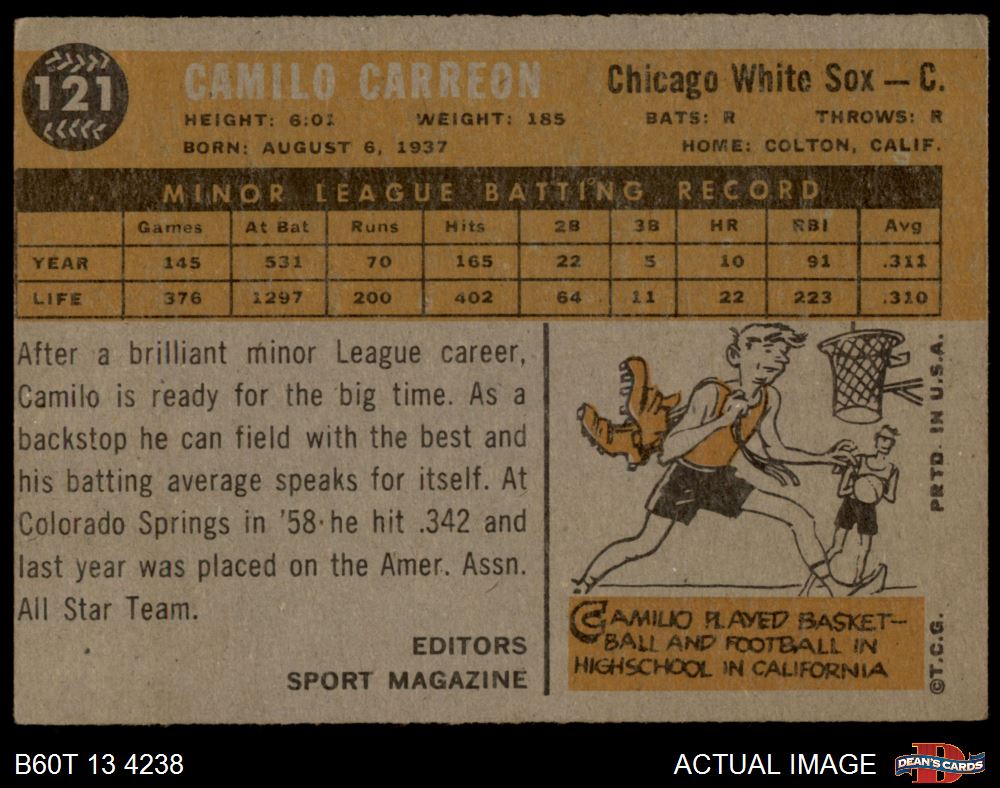 121
CAMILO CARREON
Chicago White Sox — C.
HEIGHT: 6:01 WEIGHT: 185 BATS: R THROWS: R
BORN: AUGUST 6, 1937 HOME: COLTON, CALIF.
MINOR LEAGUE BATTING RECORD
Games At Bat Runs Hits 2B 3B HR RBI Avg
YEAR 145 531 70 165 22 5 10 91 .311
LIFE 376 1297 200 402 64 11 22 223 .310
After a brilliant minor League career,
Camilo is ready for the big time. As a
backstop he can field with the best and
his batting average speaks for itself. At
Colorado Springs in '58 he hit .342 and
last year was placed on the Amer. Assn.
All Star Team.
EDITORS
SPORT MAGAZINE
CAMILIO PLAYED BASKET-
BALL AND FOOTBALL IN
HIGHSCHOOL IN CALIFORNIA
©T.C.G. PRTD. IN U.S.A.
B60T 13 4238
ACTUAL IMAGE
DEAN'S CARDS